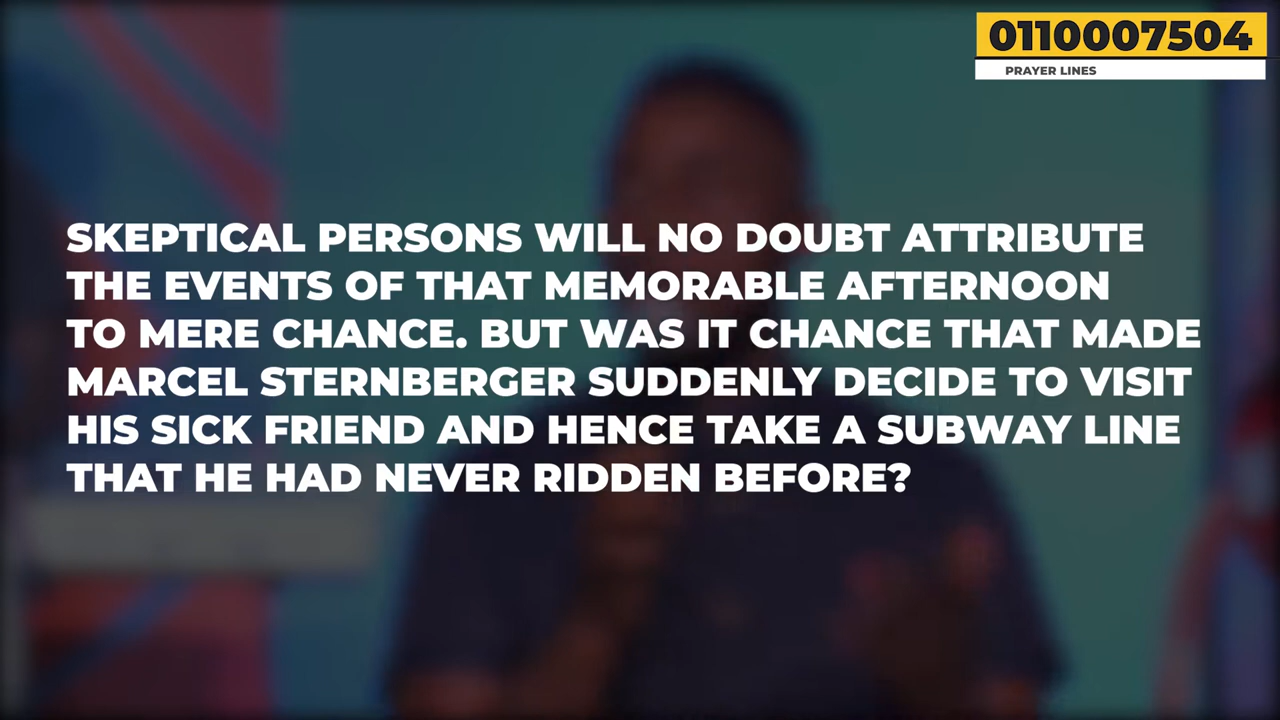 0110007504
PRAYER LINES
SKEPTICAL PERSONS WILL NO DOUBT ATTRIBUTE
THE EVENTS OF THAT MEMORABLE AFTERNOON
TO MERE CHANCE. BUT WAS IT CHANCE THAT MADE
MARCEL STERNBERGER SUDDENLY DECIDE TO VISIT
HIS SICK FRIEND AND HENCE TAKE A SUBWAY LINE
THAT HE HAD NEVER RIDDEN BEFORE?